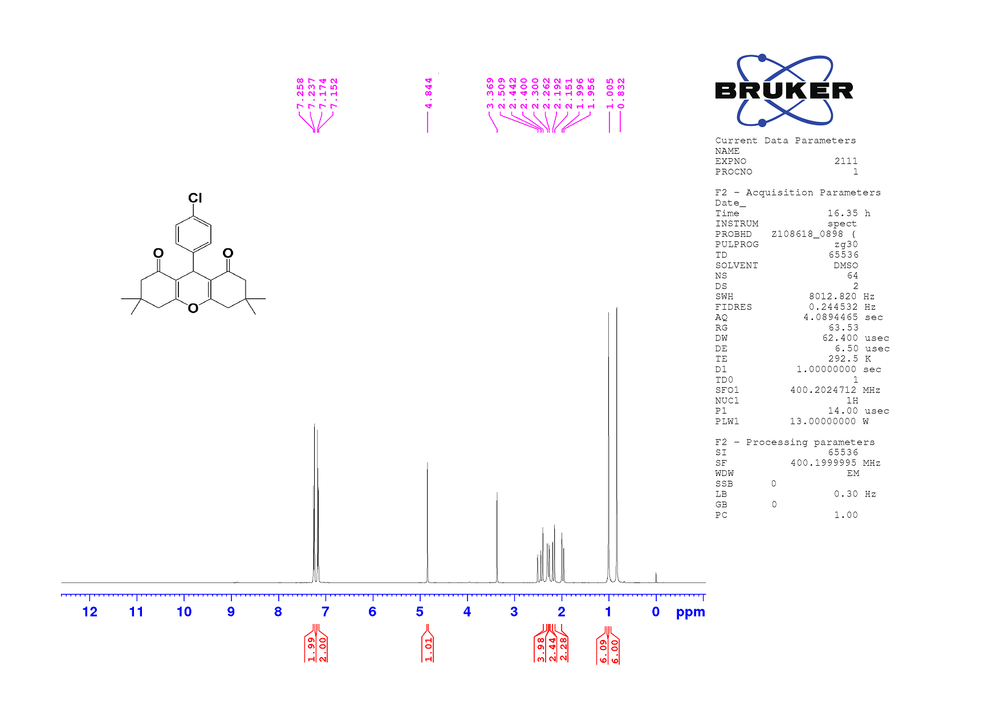 7.258
7.237
7.174
7.152
4.844
3.369
2.509
2.442
2.400
2.300
2.262
2.192
2.151
1.996
1.956
1.005
0.832
BRUKER
Current Data Parameters
NAME
EXPNO 2111
PROCNO 1
F2 - Acquisition Parameters
Date_
Time 16.35 h
INSTRUM spect
PROBHD Z108618_0898 (
PULPROG zg30
TD 65536
SOLVENT DMSO
NS 64
DS 2
SWH 8012.820 Hz
FIDRES 0.244532 Hz
AQ 4.0894465 sec
RG 63.53
DW 62.400 usec
DE 6.50 usec
TE 292.5 K
D1 1.00000000 sec
TD0 1
SFO1 400.2024712 MHz
NUC1 1H
P1 14.00 usec
PLW1 13.00000000 W
F2 - Processing parameters
SI 65536
SF 400.1999995 MHz
WDW EM
SSB 0
LB 0.30 Hz
GB 0
PC 1.00
Cl
O O
O
12 11 10 9 8 7 6 5 4 3 2 1 0 ppm
1.99
2.00
1.01
3.98
2.44
2.28
6.09
6.00